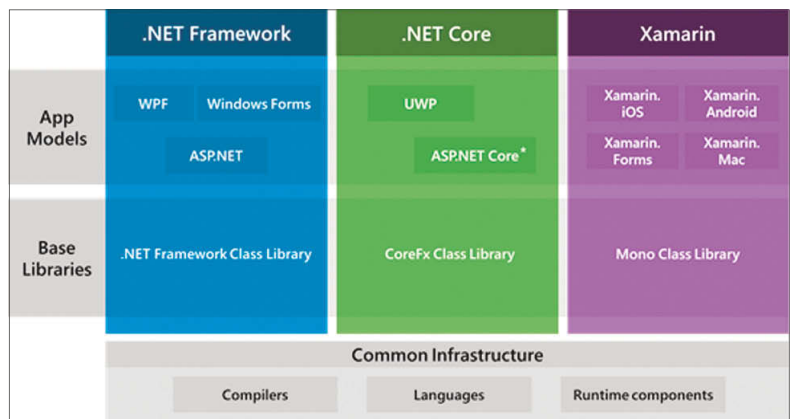 .NET Framework
.NET Core
Xamarin
App
Models
WPF
Windows Forms
ASP.NET
UWP
ASP.NET Core*
Xamarin.
iOS
Xamarin.
Android
Xamarin.
Forms
Xamarin.
Mac
Base
Libraries
.NET Framework Class Library
CoreFx Class Library
Mono Class Library
Common Infrastructure
Compilers
Languages
Runtime components